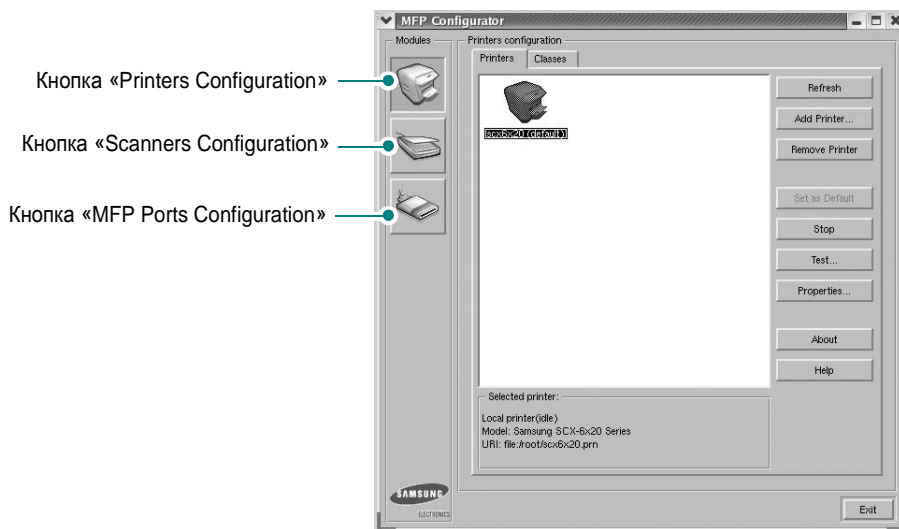 MFP Configurator
Modules
Printers configuration
Printers
Classes
Кнопка «Printers Configuration»
Кнопка «Scanners Configuration»
Кнопка «MFP Ports Configuration»
scx6x20 (default)
Refresh
Add Printer...
Remove Printer
Set as Default
Stop
Test...
Properties...
About
Help
Selected printer:
Local printer(idle)
Model: Samsung SCX-6x20 Series
URI: file:/root/scx6x20.prn
SAMSUNG
ELECTRONICS
Exit